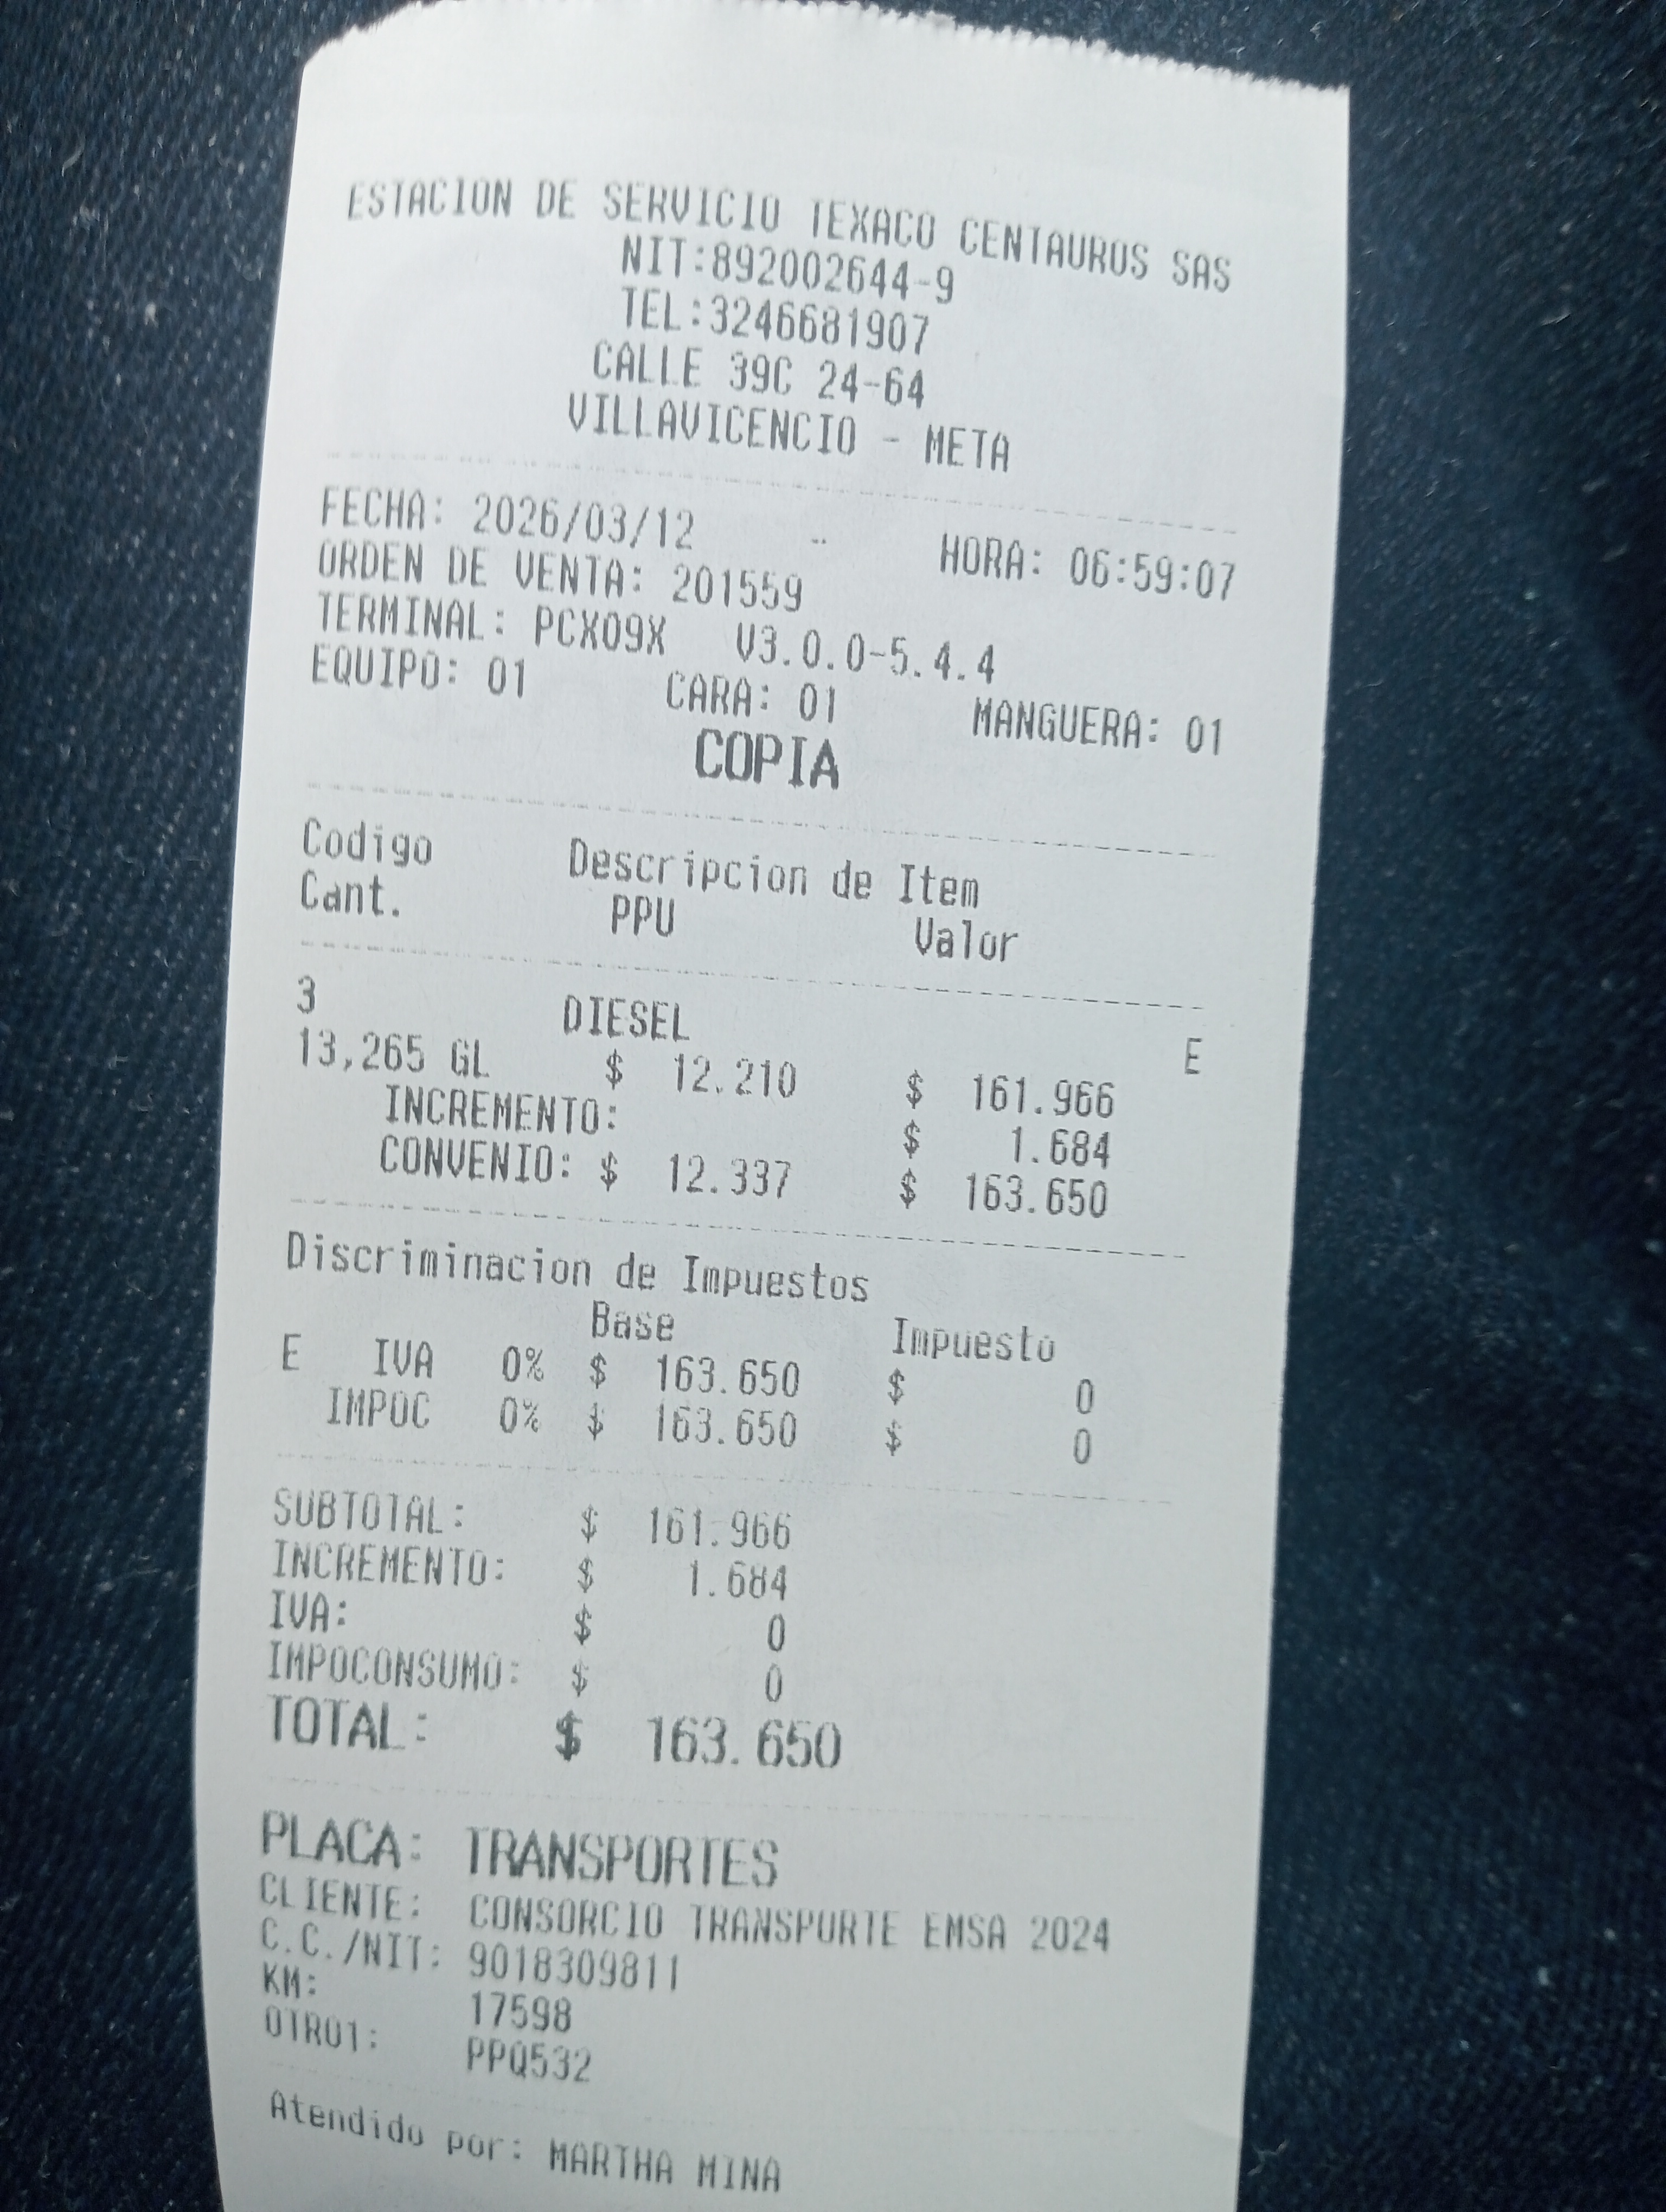 ESTACION DE SERVICIO TEXACO CENTAUROS SAS
NIT:892002644-9
TEL:3246681907
CALLE 39C 24-64
VILLAVICENCIO - META
FECHA: 2026/03/12 HORA: 06:59:07
ORDEN DE VENTA: 201559
TERMINAL: PCX09X V3.0.0-5.4.4
EQUIPO: 01 CARA: 01 MANGUERA: 01
COPIA
Codigo Descripcion de Item
Cant. PPU Valor
3 DIESEL E
13,265 GL $ 12.210 $ 161.966
INCREMENTO: $ 1.684
CONVENIO: $ 12.337 $ 163.650
Discriminacion de Impuestos
Base Impuesto
E IVA 0% $ 163.650 $ 0
IMPOC 0% $ 163.650 $ 0
SUBTOTAL: $ 161.966
INCREMENTO: $ 1.684
IVA: $ 0
IMPOCONSUMO: $ 0
TOTAL: $ 163.650
PLACA: TRANSPORTES
CLIENTE: CONSORCIO TRANSPORTE EMSA 2024
C.C./NIT: 9018309811
KM: 17598
OTRO1: PPQ532
Atendido por: MARTHA MINA